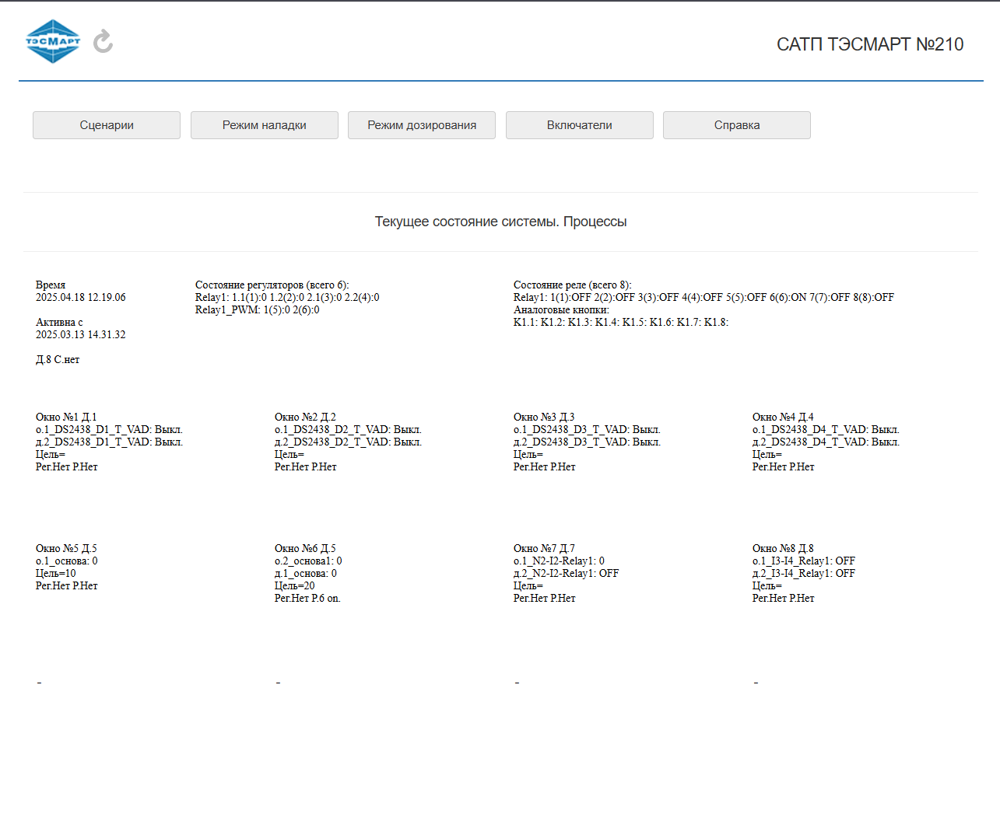 ТЭСМАРТ
САТП ТЭСМАРТ №210
Сценарии
Режим наладки
Режим дозирования
Включатели
Справка
Текущее состояние системы. Процессы
Время
2025.04.18 12.19.06
Активна с
2025.03.13 14.31.32
Д.8 С.нет
Состояние регуляторов (всего 6):
Relay1: 1.1(1):0 1.2(2):0 2.1(3):0 2.2(4):0
Relay1_PWM: 1(5):0 2(6):0
Состояние реле (всего 8):
Relay1: 1(1):OFF 2(2):OFF 3(3):OFF 4(4):OFF 5(5):OFF 6(6):ON 7(7):OFF 8(8):OFF
Аналоговые кнопки:
K1.1: K1.2: K1.3: K1.4: K1.5: K1.6: K1.7: K1.8:
Окно №1 Д.1
о.1_DS2438_D1_T_VAD: Выкл.
д.2_DS2438_D1_T_VAD: Выкл.
Цель=
Рег.Нет Р.Нет
Окно №2 Д.2
о.1_DS2438_D2_T_VAD: Выкл.
д.2_DS2438_D2_T_VAD: Выкл.
Цель=
Рег.Нет Р.Нет
Окно №3 Д.3
о.1_DS2438_D3_T_VAD: Выкл.
д.2_DS2438_D3_T_VAD: Выкл.
Цель=
Рег.Нет Р.Нет
Окно №4 Д.4
о.1_DS2438_D4_T_VAD: Выкл.
д.2_DS2438_D4_T_VAD: Выкл.
Цель=
Рег.Нет Р.Нет
Окно №5 Д.5
о.1_основа: 0
Цель=10
Рег.Нет Р.Нет
Окно №6 Д.5
о.2_основа1: 0
д.1_основа: 0
Цель=20
Рег.Нет Р.6 on.
Окно №7 Д.7
о.1_N2-I2-Relay1: 0
д.2_N2-I2-Relay1: OFF
Цель=
Рег.Нет Р.Нет
Окно №8 Д.8
о.1_I3-I4_Relay1: OFF
д.2_I3-I4_Relay1: OFF
Цель=
Рег.Нет Р.Нет
–
–
–
–